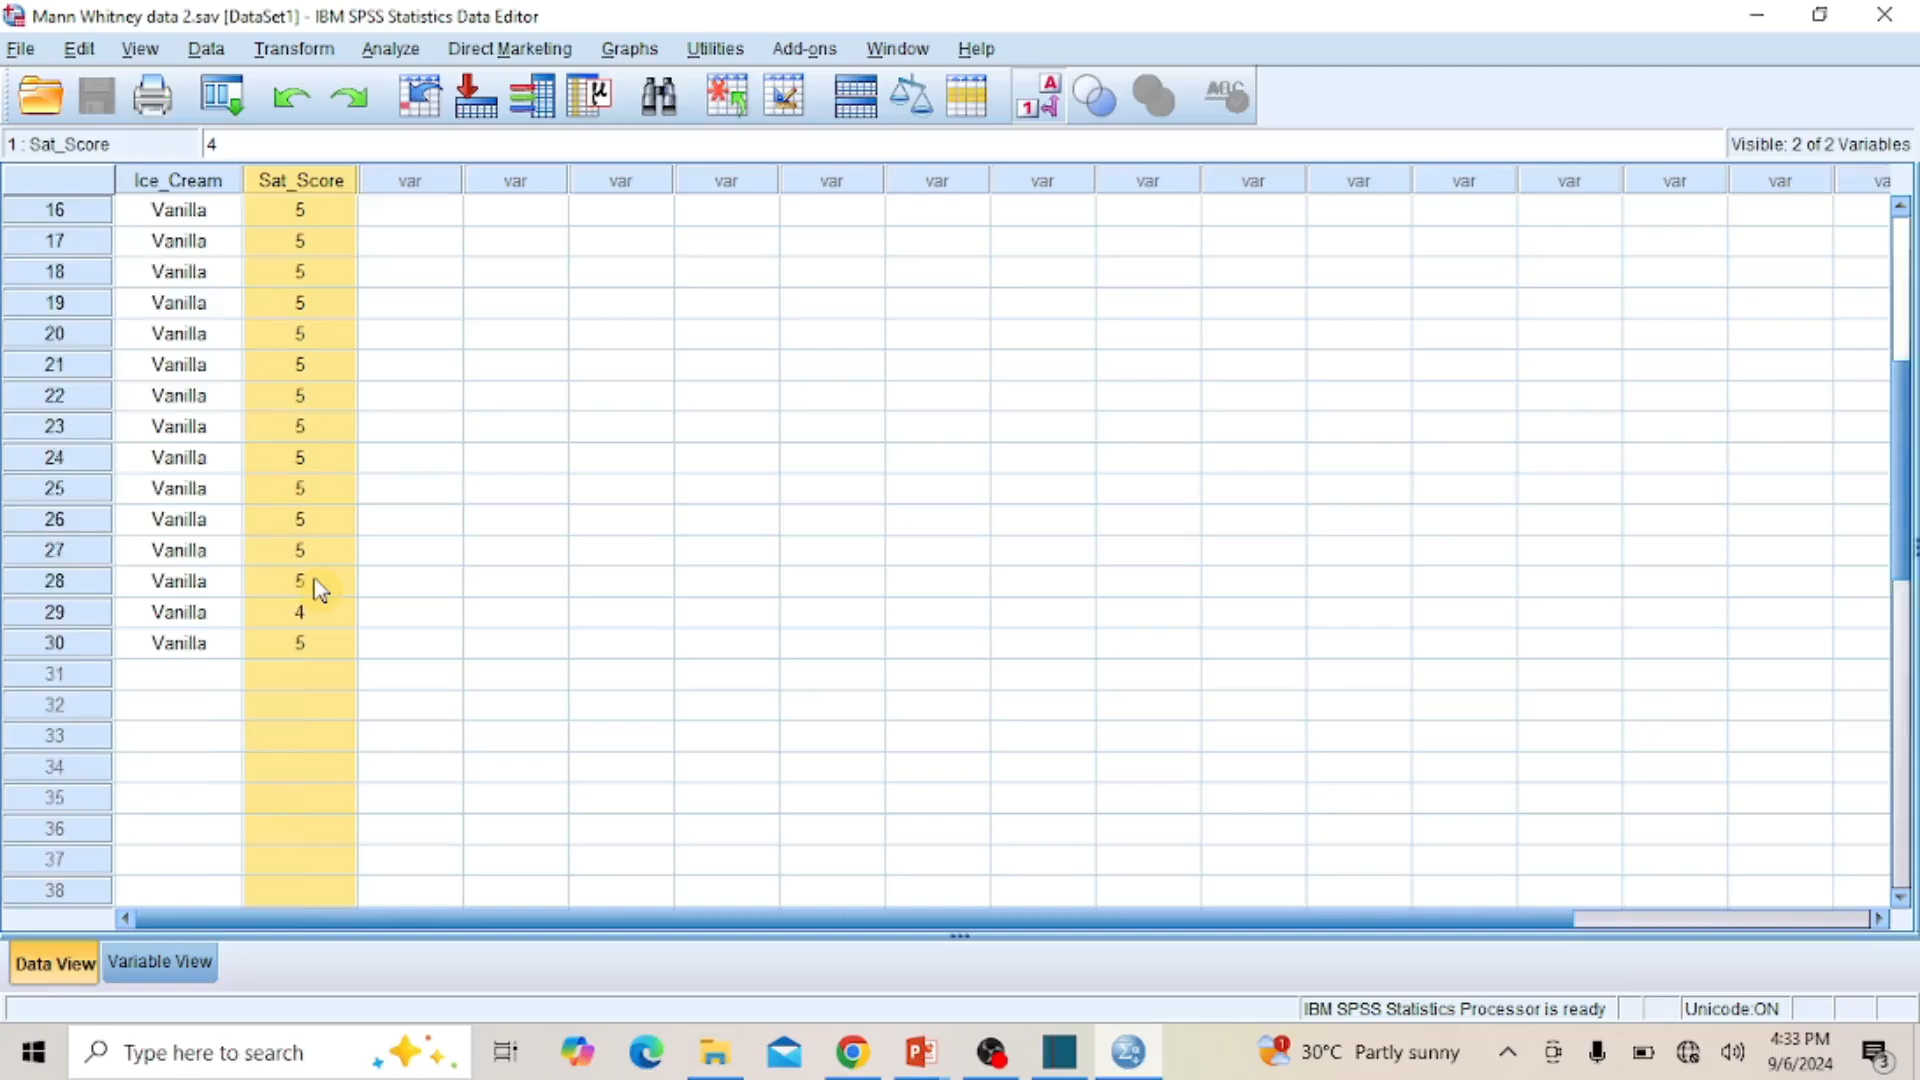 Mann Whitney data 2.sav [DataSet1] - IBM SPSS Statistics Data Editor
File Edit View Data Transform Analyze Direct Marketing Graphs Utilities Add-ons Window Help
1 : Sat_Score 4 Visible: 2 of 2 Variables
Ice_Cream Sat_Score var var var var var var var var var var var var var var va
16 Vanilla 5
17 Vanilla 5
18 Vanilla 5
19 Vanilla 5
20 Vanilla 5
21 Vanilla 5
22 Vanilla 5
23 Vanilla 5
24 Vanilla 5
25 Vanilla 5
26 Vanilla 5
27 Vanilla 5
28 Vanilla 5
29 Vanilla 4
30 Vanilla 5
31
32
33
34
35
36
37
38
Data View Variable View
IBM SPSS Statistics Processor is ready Unicode:ON
Type here to search 30°C Partly sunny 4:33 PM
9/6/2024 3